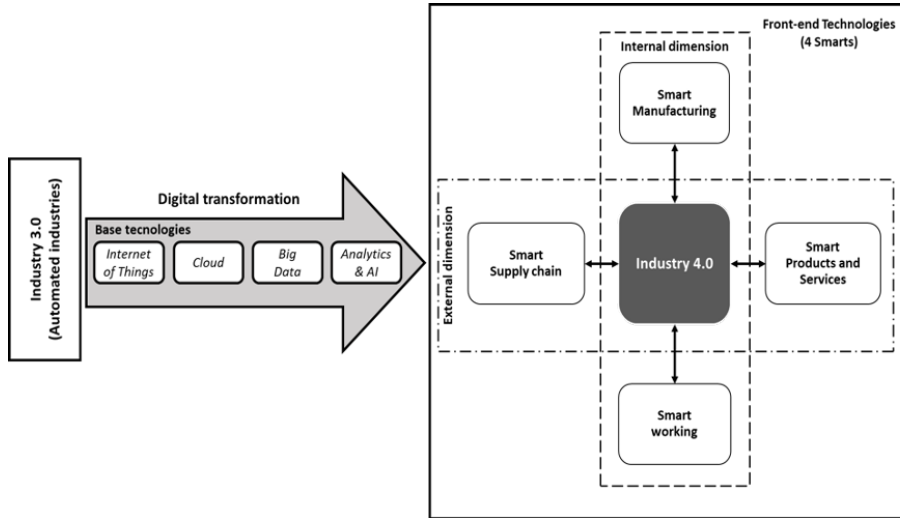 Industry 3.0
(Automated industries)
Digital transformation
Base tecnologies
Internet
of Things
Cloud
Big
Data
Analytics
& AI
Front-end Technologies
(4 Smarts)
Internal dimension
Smart
Manufacturing
External dimension
Smart
Supply chain
Industry 4.0
Smart
Products and
Services
Smart
working